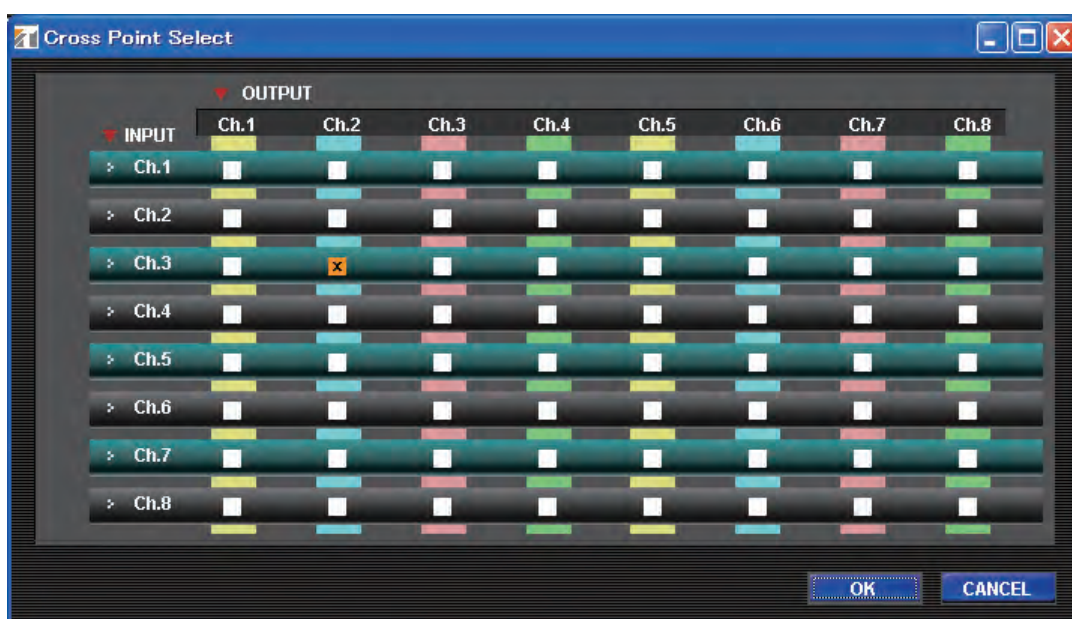 Cross Point Select
OUTPUT
INPUT Ch.1 Ch.2 Ch.3 Ch.4 Ch.5 Ch.6 Ch.7 Ch.8
Ch.1
Ch.2
Ch.3 x
Ch.4
Ch.5
Ch.6
Ch.7
Ch.8
OK CANCEL